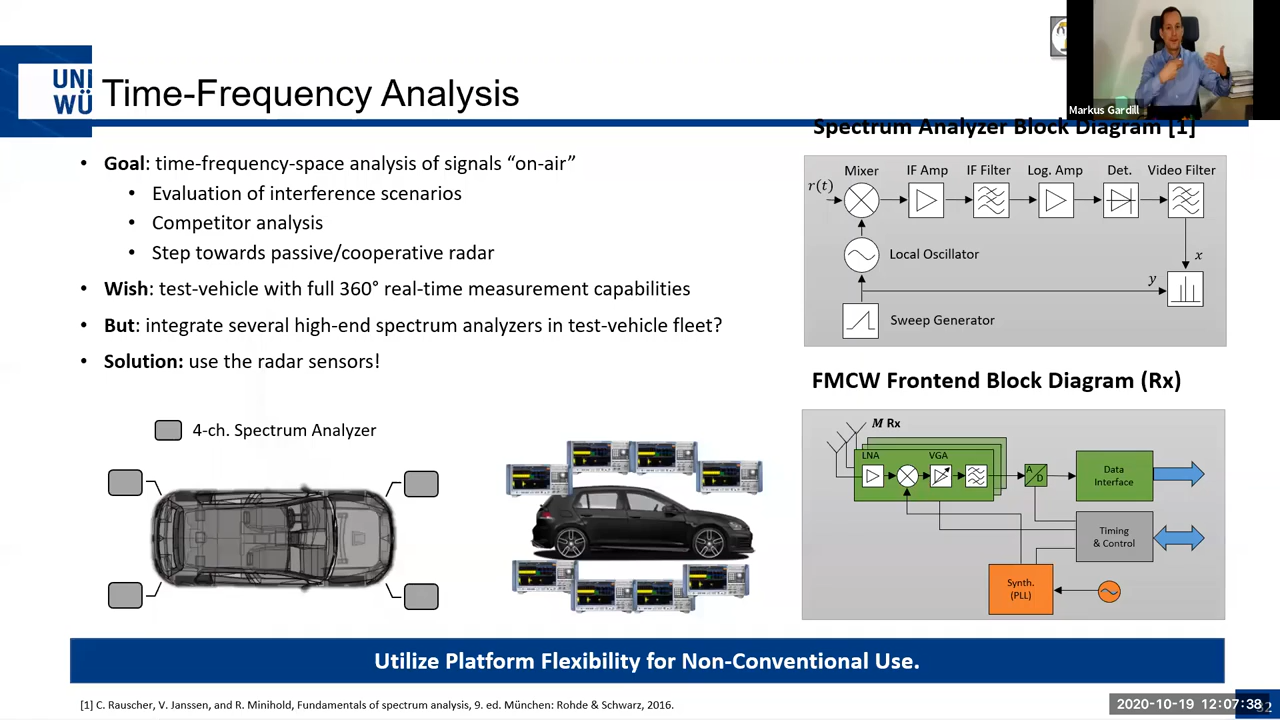 Markus Gardill
UNI
WÜ
Time-Frequency Analysis
• Goal: time-frequency-space analysis of signals “on-air”
• Evaluation of interference scenarios
• Competitor analysis
• Step towards passive/cooperative radar
• Wish: test-vehicle with full 360° real-time measurement capabilities
• But: integrate several high-end spectrum analyzers in test-vehicle fleet?
• Solution: use the radar sensors!
4-ch. Spectrum Analyzer
Spectrum Analyzer Block Diagram [1]
Mixer IF Amp IF Filter Log. Amp Det. Video Filter
r(t)
Local Oscillator
x
y
Sweep Generator
FMCW Frontend Block Diagram (Rx)
M Rx
LNA VGA
A
D
Data
Interface
Timing
& Control
Synth.
(PLL)
Utilize Platform Flexibility for Non-Conventional Use.
[1] C. Rauscher, V. Janssen, and R. Minihold, Fundamentals of spectrum analysis, 9. ed. München: Rohde & Schwarz, 2016.
2020-10-19 12:07:38